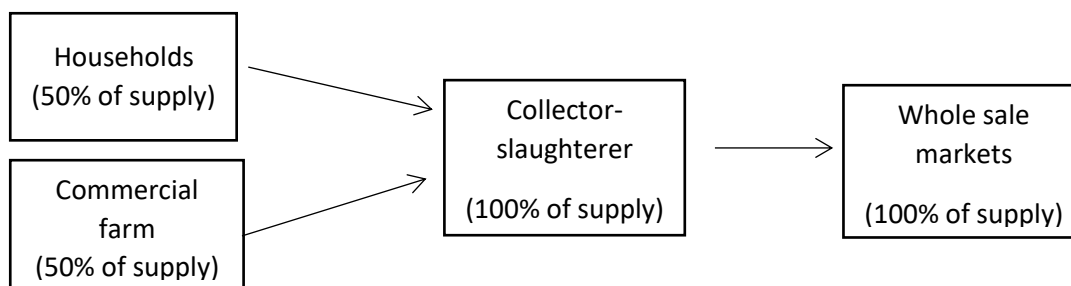 Households
(50% of supply)
Commercial
farm
(50% of supply)
Collector-
slaughterer
(100% of supply)
Whole sale
markets
(100% of supply)